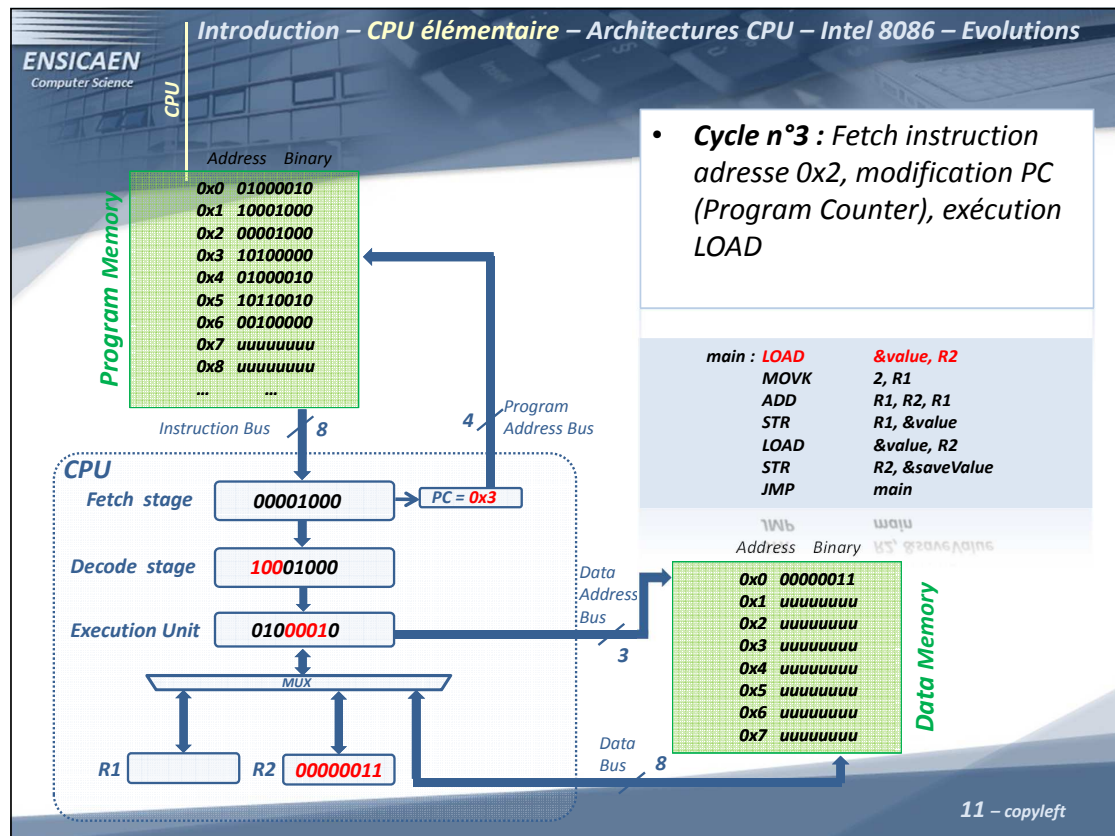 Introduction – CPU élémentaire – Architectures CPU – Intel 8086 – Evolutions
ENSICAEN
Computer Science
CPU
• Cycle n°3 : Fetch instruction
adresse 0x2, modification PC
(Program Counter), exécution
LOAD
Address Binary
0x0 01000010
0x1 10001000
0x2 00001000
0x3 10100000
0x4 01000010
0x5 10110010
0x6 00100000
0x7 uuuuuuuu
0x8 uuuuuuuu
... ...
Program Memory
main : LOAD &value, R2
MOVK 2, R1
ADD R1, R2, R1
STR R1, &value
LOAD &value, R2
STR R2, &saveValue
JMP main
JMP main
R2, &saveValue
Instruction Bus 8
4 Program
Address Bus
CPU
Fetch stage 00001000 PC = 0x3
Decode stage 10001000
Execution Unit 01000010
MUX
R1
R2 00000011
Data
Address
Bus
3
Address Binary
0x0 00000011
0x1 uuuuuuuu
0x2 uuuuuuuu
0x3 uuuuuuuu
0x4 uuuuuuuu
0x5 uuuuuuuu
0x6 uuuuuuuu
0x7 uuuuuuuu
Data Memory
Data
Bus 8
11 – copyleft